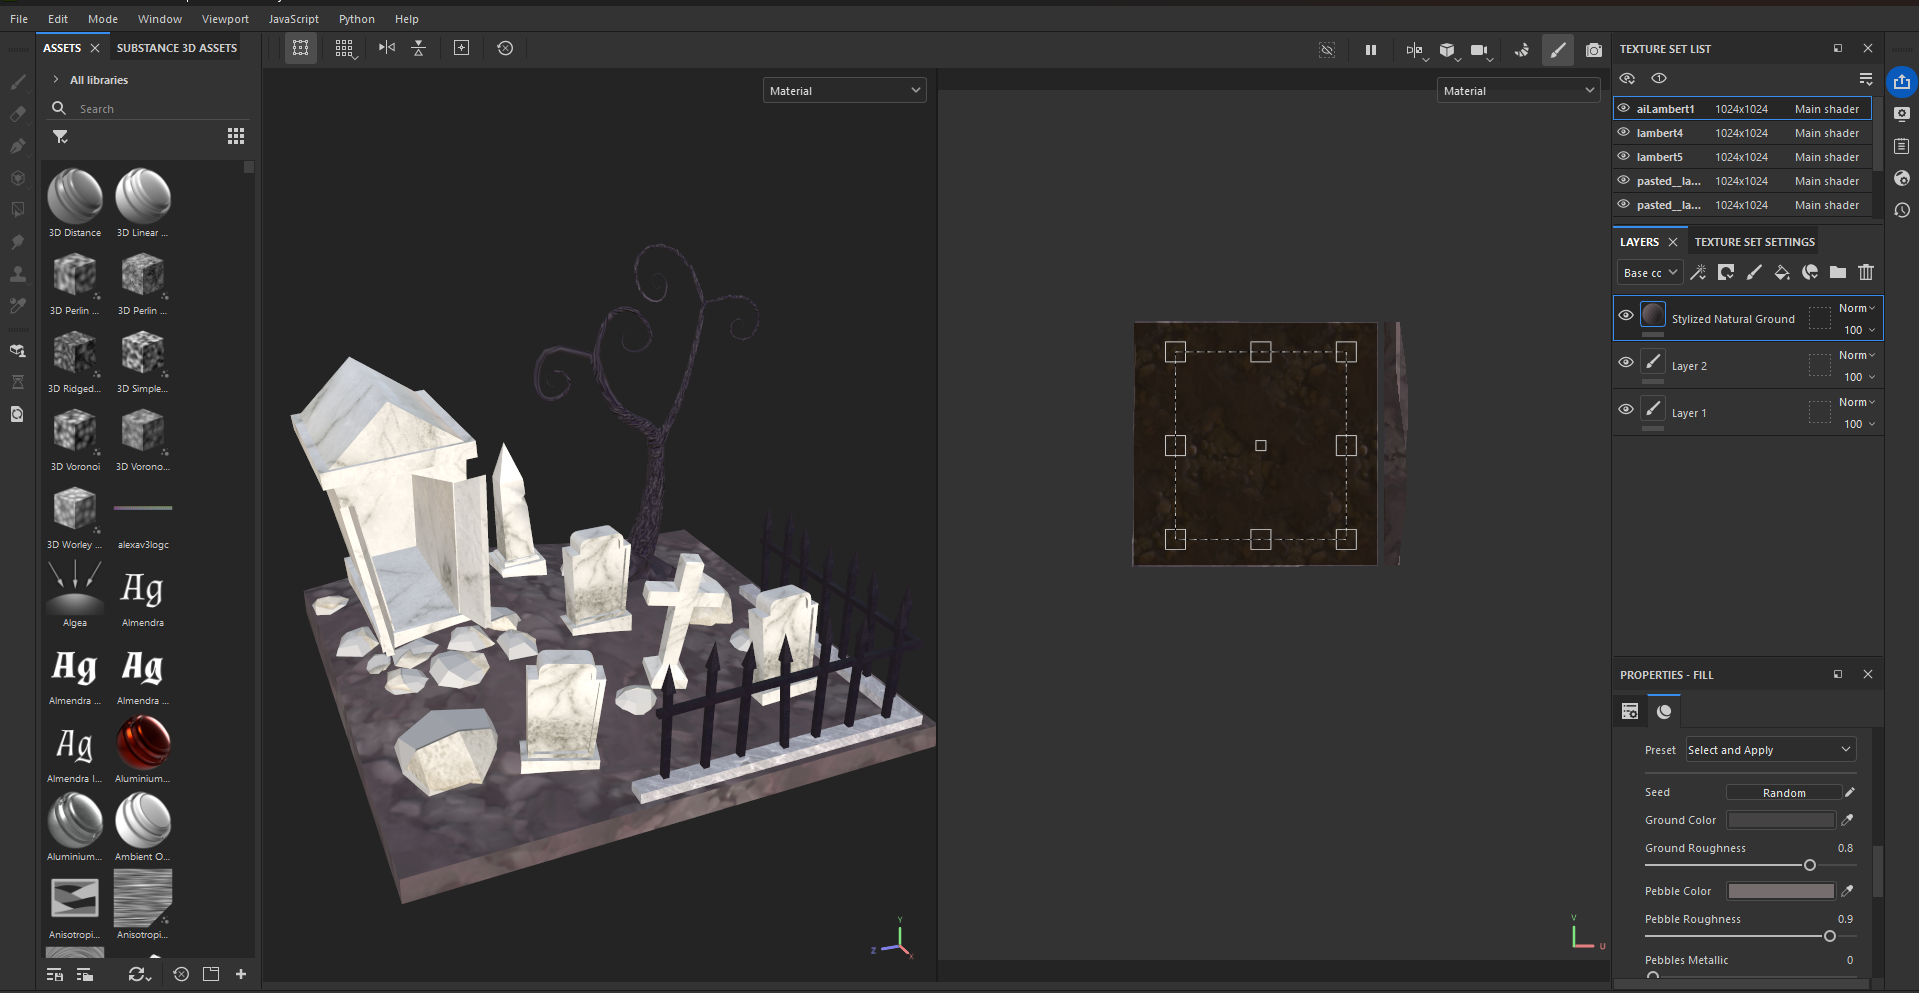 File Edit Mode Window Viewport JavaScript Python Help
ASSETS SUBSTANCE 3D ASSETS
All libraries
Search
3D Distance 3D Linear ...
3D Perlin ... 3D Perlin ...
3D Ridged... 3D Simple...
3D Voronoi 3D Vorono...
3D Worley ... alexav3logc
Ag
Algea Almendra
Ag Ag
Almendra ... Almendra ...
Ag
Almendra I... Aluminium...
Aluminium... Ambient O...
Anisotropi... Anisotropi...
Material
Y
Z
X
Material
V
U
TEXTURE SET LIST
aiLambert1 1024x1024 Main shader
lambert4 1024x1024 Main shader
lambert5 1024x1024 Main shader
pasted__la... 1024x1024 Main shader
pasted__la... 1024x1024 Main shader
LAYERS TEXTURE SET SETTINGS
Base cc
Norm
Stylized Natural Ground
100
Norm
Layer 2
100
Norm
Layer 1
100
PROPERTIES - FILL
Preset Select and Apply
Seed Random
Ground Color
Ground Roughness 0.8
Pebble Color
Pebble Roughness 0.9
Pebbles Metallic 0